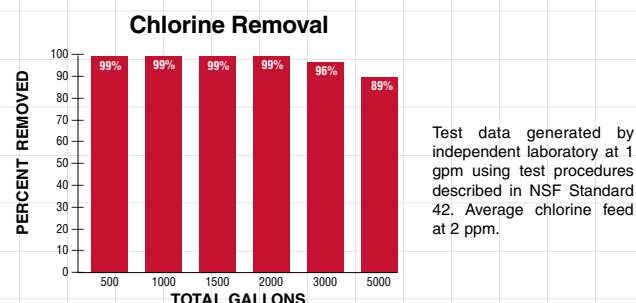 Chlorine Removal
PERCENT REMOVED
100
90
80
70
60
50
40
30
20
10
0
99% 99% 99% 99% 96% 89%
500 1000 1500 2000 3000 5000
TOTAL GALLONS
Test data generated by
independent laboratory at 1
gpm using test procedures
described in NSF Standard
42. Average chlorine feed
at 2 ppm.